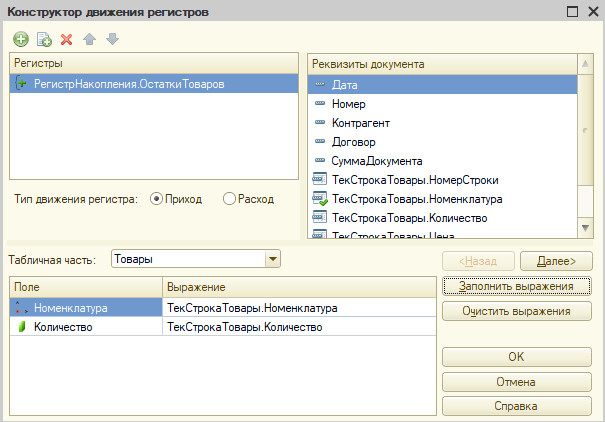 Конструктор движения регистров
Регистры
РегистрНакопления.ОстаткиТоваров
Тип движения регистра:
Приход
Расход
Реквизиты документа
Дата
Номер
Контрагент
Договор
СуммаДокумента
ТекСтрокаТовары.НомерСтроки
ТекСтрокаТовары.Номенклатура
ТекСтрокаТовары.Количество
ТекСтрокаТовары.Цена
Табличная часть:
Товары
<Назад
Далее>
Поле
Выражение
Номенклатура
ТекСтрокаТовары.Номенклатура
Количество
ТекСтрокаТовары.Количество
Заполнить выражения
Очистить выражения
OK
Отмена
Справка